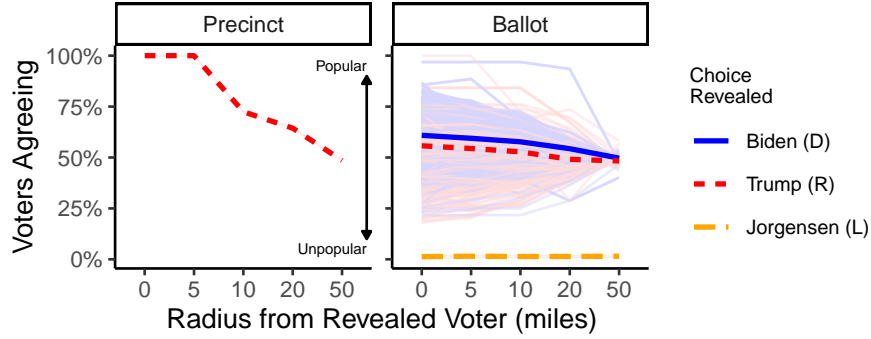 Precinct
Ballot
Voters Agreeing
100%
75%
50%
25%
0%
Popular
Unpopular
0 5 10 20 50
0 5 10 20 50
Radius from Revealed Voter (miles)
Choice
Revealed
Biden (D)
Trump (R)
Jorgensen (L)